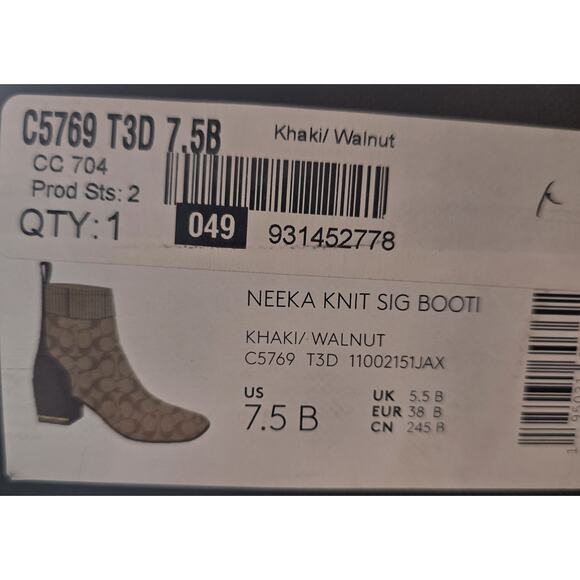 C5769 T3D 7.5B Khaki/ Walnut
CC 704
Prod Sts: 2
QTY: 1 049 931452778
NEEKA KNIT SIG BOOTI
KHAKI/ WALNUT
C5769 T3D 11002151JAX
US
7.5 B
UK 5.5 B
EUR 38 B
CN 245 B